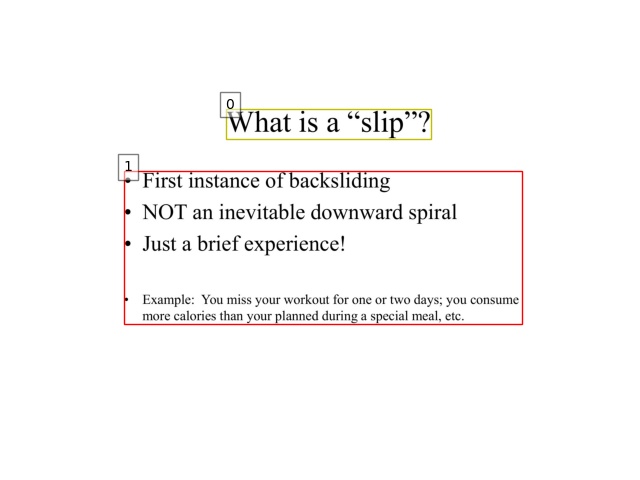 0
What is a “slip”?
1
• First instance of backsliding
• NOT an inevitable downward spiral
• Just a brief experience!
• Example:  You miss your workout for one or two days; you consume
more calories than your planned during a special meal, etc.